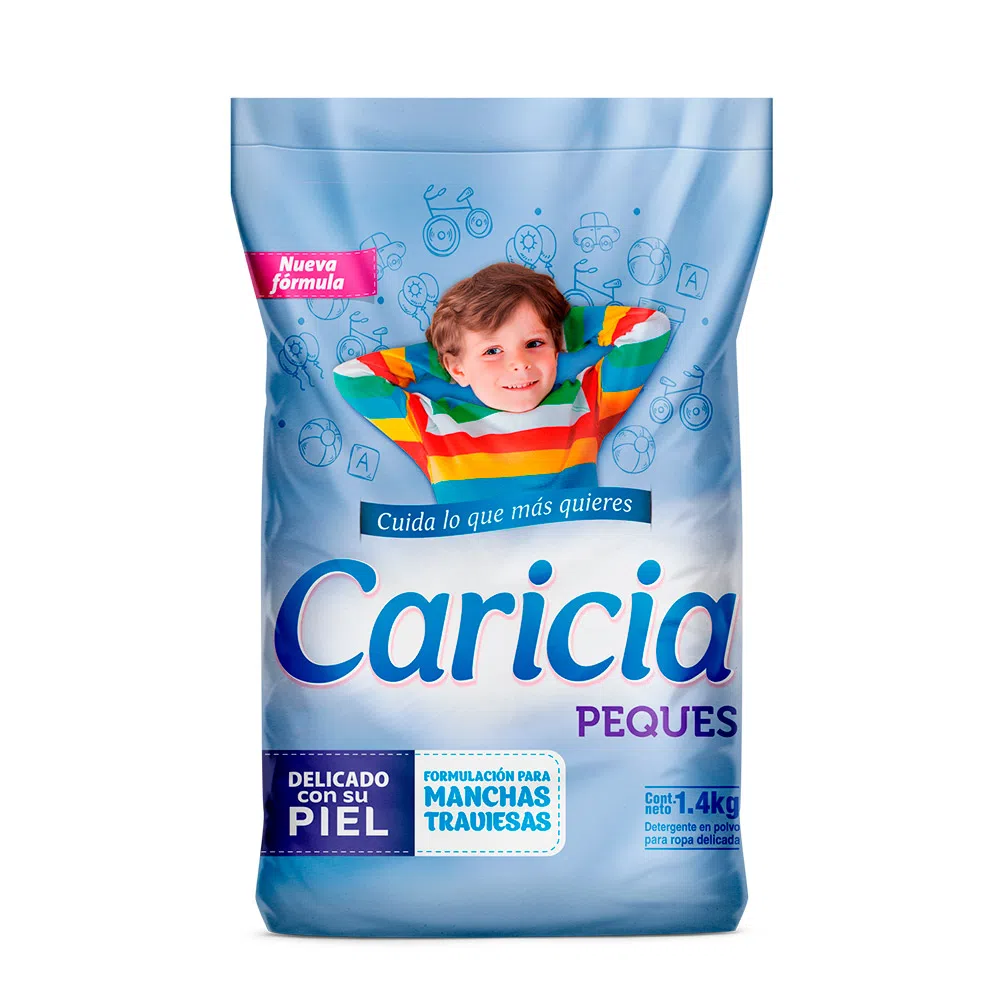 Nueva
fórmula
A
A
Cuida lo que más quieres
Caricia
PEQUES
DELICADO
con su
PIEL
FORMULACIÓN PARA
MANCHAS
TRAVIESAS
Cont.
neto 1.4kg
Detergente en polvo
para ropa delicada